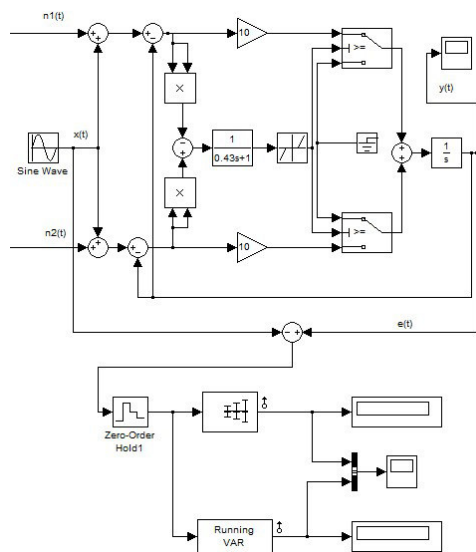 n1(t)
10
×
>=
y(t)
x(t)
Sine Wave
1
0.43s+1
1
s
×
n2(t)
10
>=
e(t)
Zero-Order
Hold1
Running
VAR